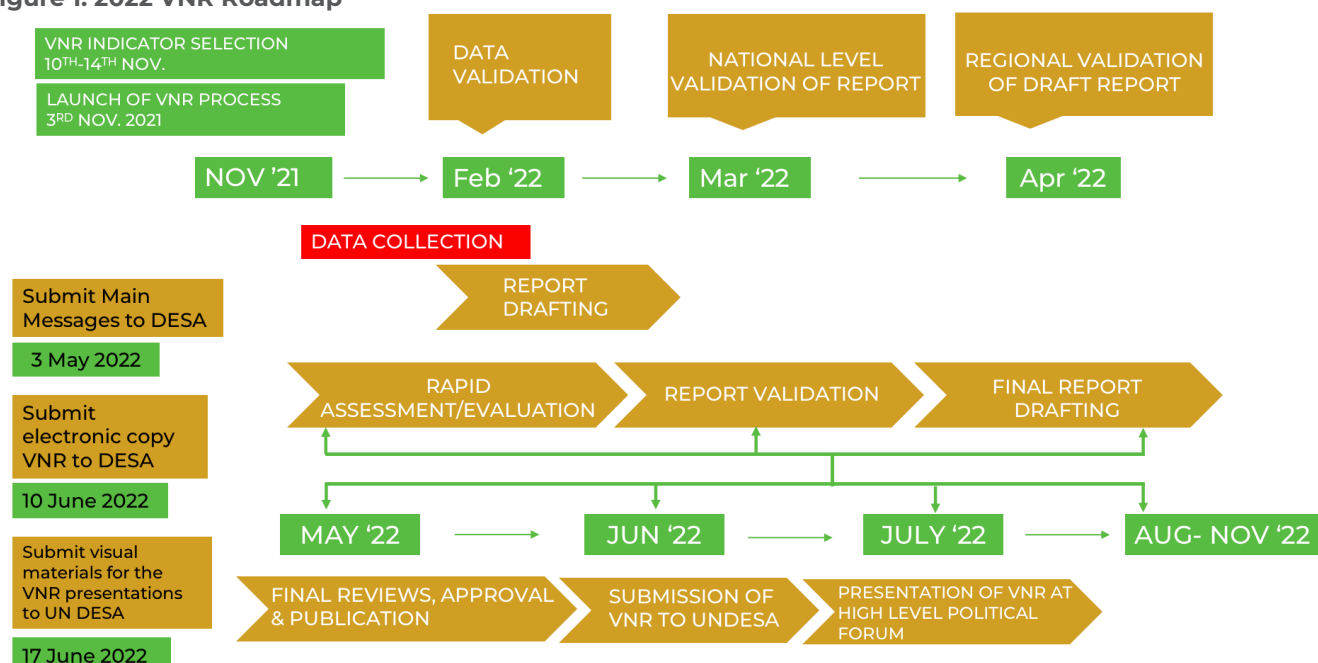 igure 1. 2022 VNR Roadmap
VNR INDICATOR SELECTION
10TH-14TH NOV.
LAUNCH OF VNR PROCESS
3RD NOV. 2021
DATA
VALIDATION
NATIONAL LEVEL
VALIDATION OF REPORT
REGIONAL VALIDATION
OF DRAFT REPORT
NOV ’21
Feb ‘22
Mar ‘22
Apr ‘22
DATA COLLECTION
REPORT
DRAFTING
Submit Main
Messages to DESA
3 May 2022
Submit
electronic copy
VNR to DESA
10 June 2022
Submit visual
materials for the
VNR presentations
to UN DESA
17 June 2022
RAPID
ASSESSMENT/EVALUATION
REPORT VALIDATION
FINAL REPORT
DRAFTING
MAY ‘22
JUN ‘22
JULY ‘22
AUG- NOV ‘22
FINAL REVIEWS, APPROVAL
& PUBLICATION
SUBMISSION OF
VNR TO UNDESA
PRESENTATION OF VNR AT
HIGH LEVEL POLITICAL
FORUM